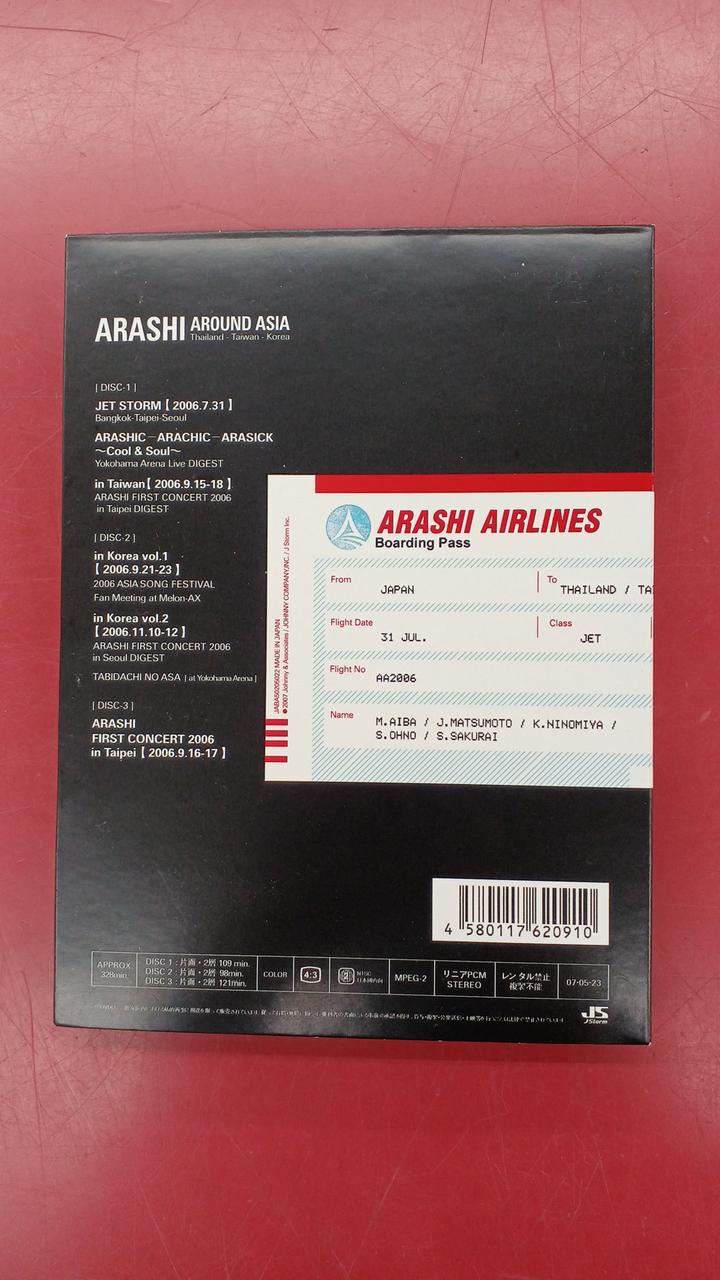 ARASHI AROUND ASIA
Thailand - Taiwan - Korea
[ DISC-1 ]
JET STORM【 2006.7.31 】
Bangkok-Taipei-Seoul
ARASHIC－ARACHIC－ARASICK
〜Cool & Soul〜
Yokohama Arena Live DIGEST
in Taiwan【 2006.9.15-18 】
ARASHI FIRST CONCERT 2006
in Taipei DIGEST
[ DISC-2 ]
in Korea vol.1
【 2006.9.21-23 】
2006 ASIA SONG FESTIVAL
Fan Meeting at Melon-AX
in Korea vol.2
【 2006.11.10-12 】
ARASHI FIRST CONCERT 2006
in Seoul DIGEST
TABIDACHI NO ASA [ at Yokohama Arena ]
[ DISC-3 ]
ARASHI
FIRST CONCERT 2006
in Taipei【 2006.9.16-17 】
JABA50205022 MADE IN JAPAN
℗2007 Johnny & Associates / JOHNNY COMPANY,INC. / J Storm Inc.
ARASHI AIRLINES
Boarding Pass
From JAPAN To THAILAND / TAI
Flight Date 31 JUL. Class JET
Flight No AA2006
Name M.AIBA / J.MATSUMOTO / K.NINOMIYA /
S.OHNO / S.SAKURAI
4 580117 620910
APPROX 328min.
DISC 1 : 片面・2層 109 min.
DISC 2 : 片面・2層 98min.
DISC 3 : 片面・2層 121min.
COLOR
4:3
2
NTSC
日本国内向
MPEG-2
リニアPCM
STEREO
レンタル禁止
複製不能
07-05-23
JS
JStorm